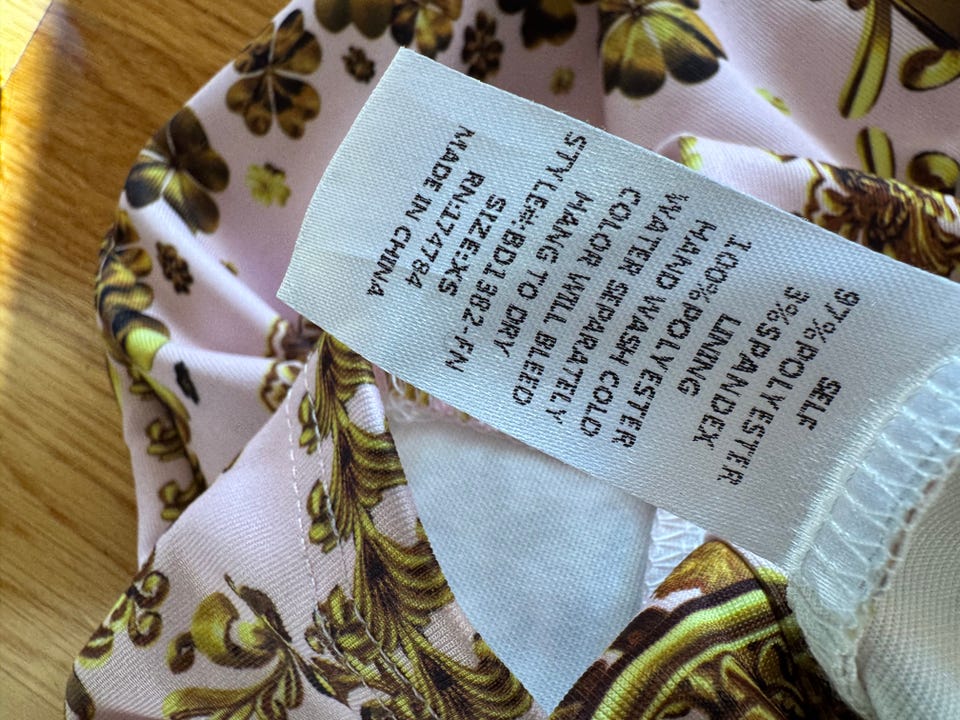 SELF
97%POLYESTER
3%SPANDEX
LINING
100%POLYESTER
HAND WASH COLD
WATER SEPARATELY
COLOR WILL BLEED
HANG TO DRY
STYLE#:BD1382-FN
SIZE:XS
RN:174784
MADE IN CHINA